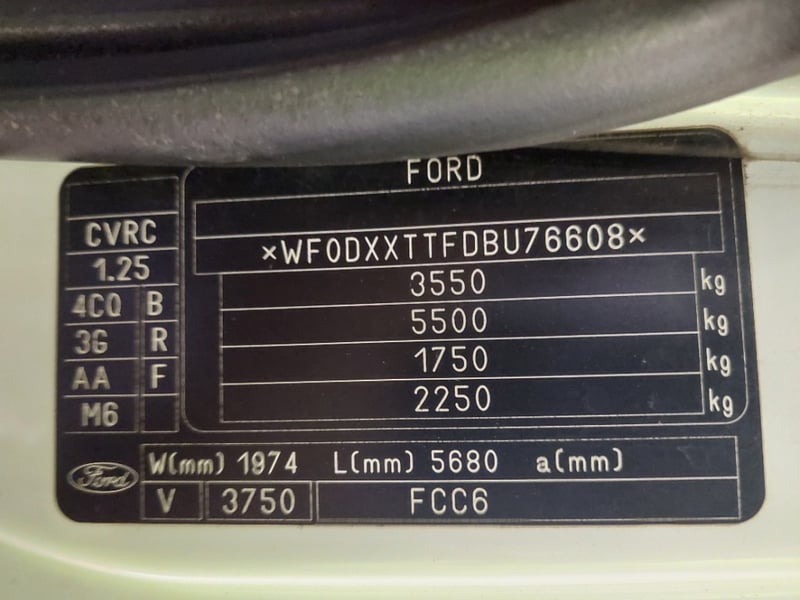 FORD
*WF0DXXTTFDBU76608*
CVRC
1.25
4CQ B
3G R
AA F
M6
3550 kg
5500 kg
1750 kg
2250 kg
Ford
W(mm) 1974 L(mm) 5680 a(mm)
V 3750 FCC6